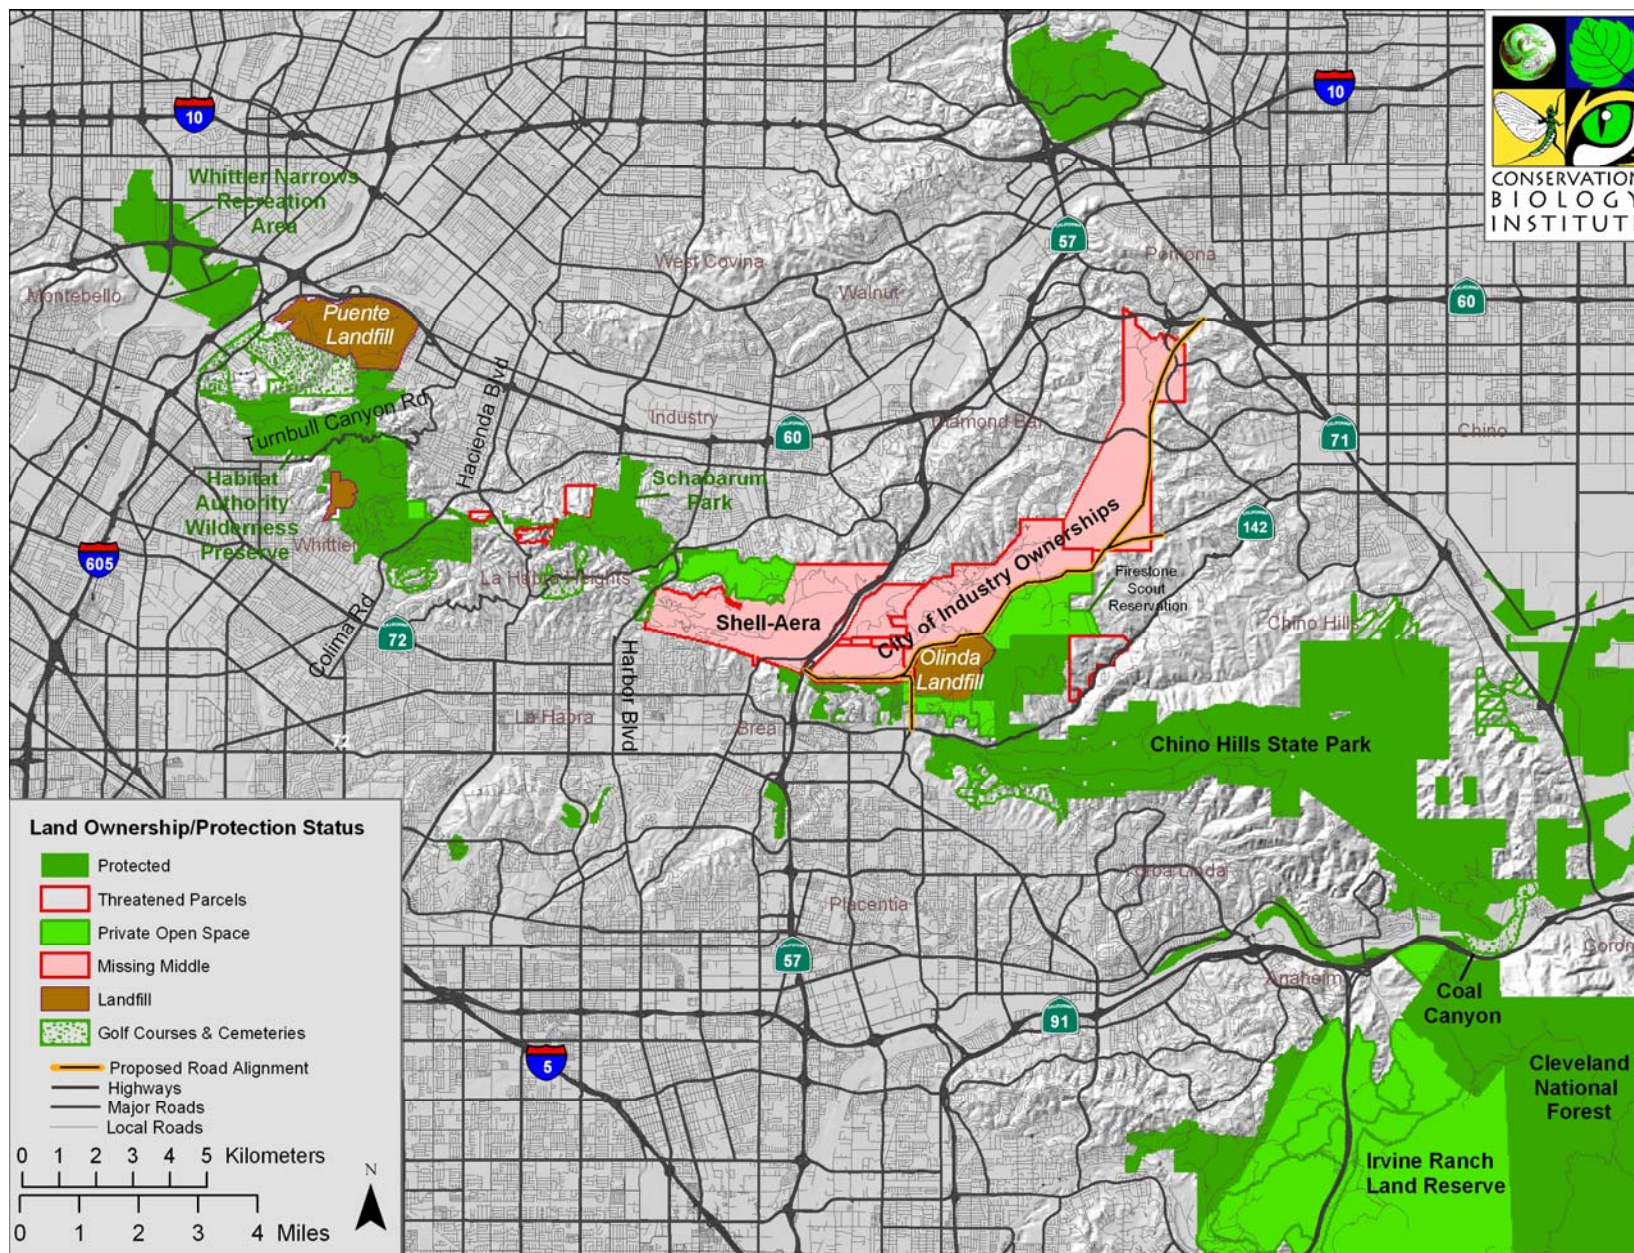 10
10
CONSERVATION
BIOLOGY
INSTITUTE
Whittier Narrows
Recreation
Area
57
Pomona
West Covina
Montebello
Walnut
60
Puente
Landfill
Hacienda Blvd
Turnbull Canyon Rd
Industry
60
Diamond Bar
71
Chino
Habitat
Authority
Wilderness
Preserve
Schabarum
Park
City of Industry Ownerships
142
Whittier
605
La Habra Heights
Firestone
Scout
Reservation
Shell-Aera
Chino Hills
Colima Rd
72
Harbor Blvd
Olinda
Landfill
La Habra
Brea
72
Chino Hills State Park
Land Ownership/Protection Status
Protected
Threatened Parcels
Private Open Space
Missing Middle
Landfill
Golf Courses & Cemeteries
Proposed Road Alignment
Highways
Major Roads
Local Roads
0 1 2 3 4 5 Kilometers
0 1 2 3 4 Miles
N
Yorba Linda
Placentia
57
Anaheim
91
5
Coal
Canyon
Cleveland
National
Forest
Irvine Ranch
Land Reserve